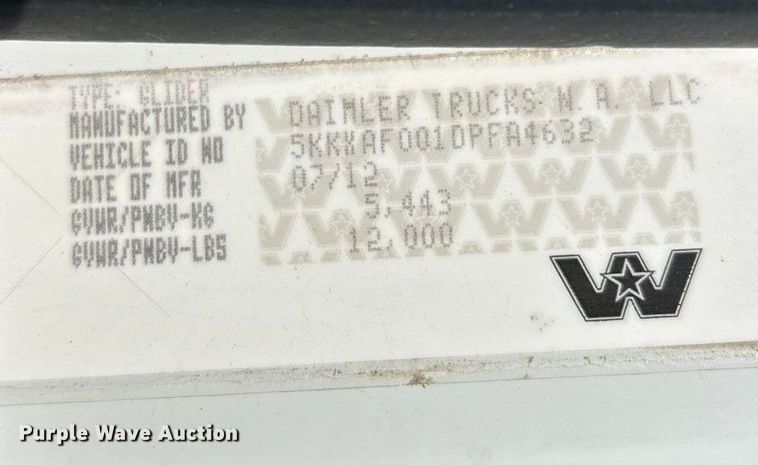 TYPE: GLIDER
MANUFACTURED BY DAIMLER TRUCKS N. A. LLC
VEHICLE ID NO 5KKXAF001DPFA4632
DATE OF MFR 07/12
GVWR/PNBV-KG 5,443
GVWR/PNBV-LBS 12,000
W
Purple Wave Auction